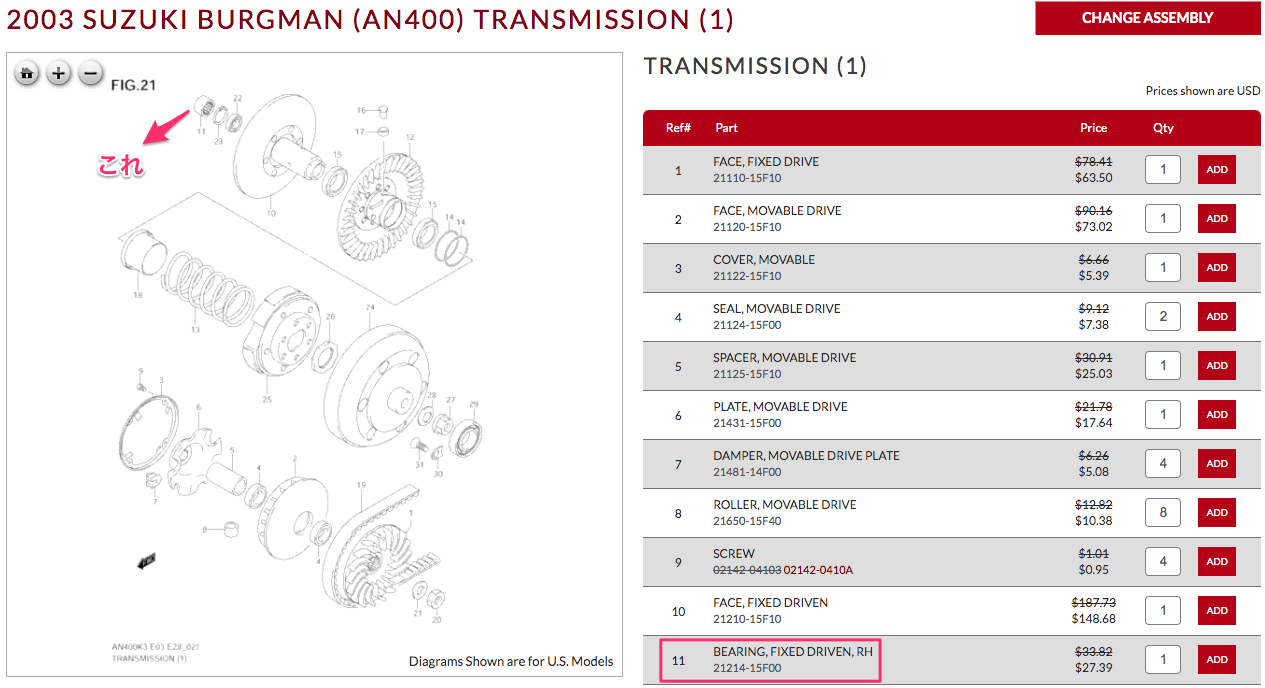 2003 SUZUKI BURGMAN (AN400) TRANSMISSION (1)
CHANGE ASSEMBLY
FIG.21
これ
11
23
22
10
15
16
17
12
15
14
14
18
13
25
26
24
28
27
29
31
30
9
3
6
5
4
7
2
8
4
19
1
21
20
AN400K3 E03 E28_021
TRANSMISSION (1)
Diagrams Shown are for U.S. Models
TRANSMISSION (1)
Prices shown are USD
Ref# Part Price Qty
1 FACE, FIXED DRIVE $78.41 1 ADD
21110-15F10 $63.50
2 FACE, MOVABLE DRIVE $90.16 1 ADD
21120-15F10 $73.02
3 COVER, MOVABLE $6.66 1 ADD
21122-15F10 $5.39
4 SEAL, MOVABLE DRIVE $9.12 2 ADD
21124-15F00 $7.38
5 SPACER, MOVABLE DRIVE $30.91 1 ADD
21125-15F10 $25.03
6 PLATE, MOVABLE DRIVE $21.78 1 ADD
21431-15F00 $17.64
7 DAMPER, MOVABLE DRIVE PLATE $6.26 4 ADD
21481-14F00 $5.08
8 ROLLER, MOVABLE DRIVE $12.82 8 ADD
21650-15F40 $10.38
9 SCREW $1.01 4 ADD
02142-04103 02142-0410A $0.95
10 FACE, FIXED DRIVEN $187.73 1 ADD
21210-15F10 $148.68
11 BEARING, FIXED DRIVEN, RH $33.82 1 ADD
21214-15F00 $27.39